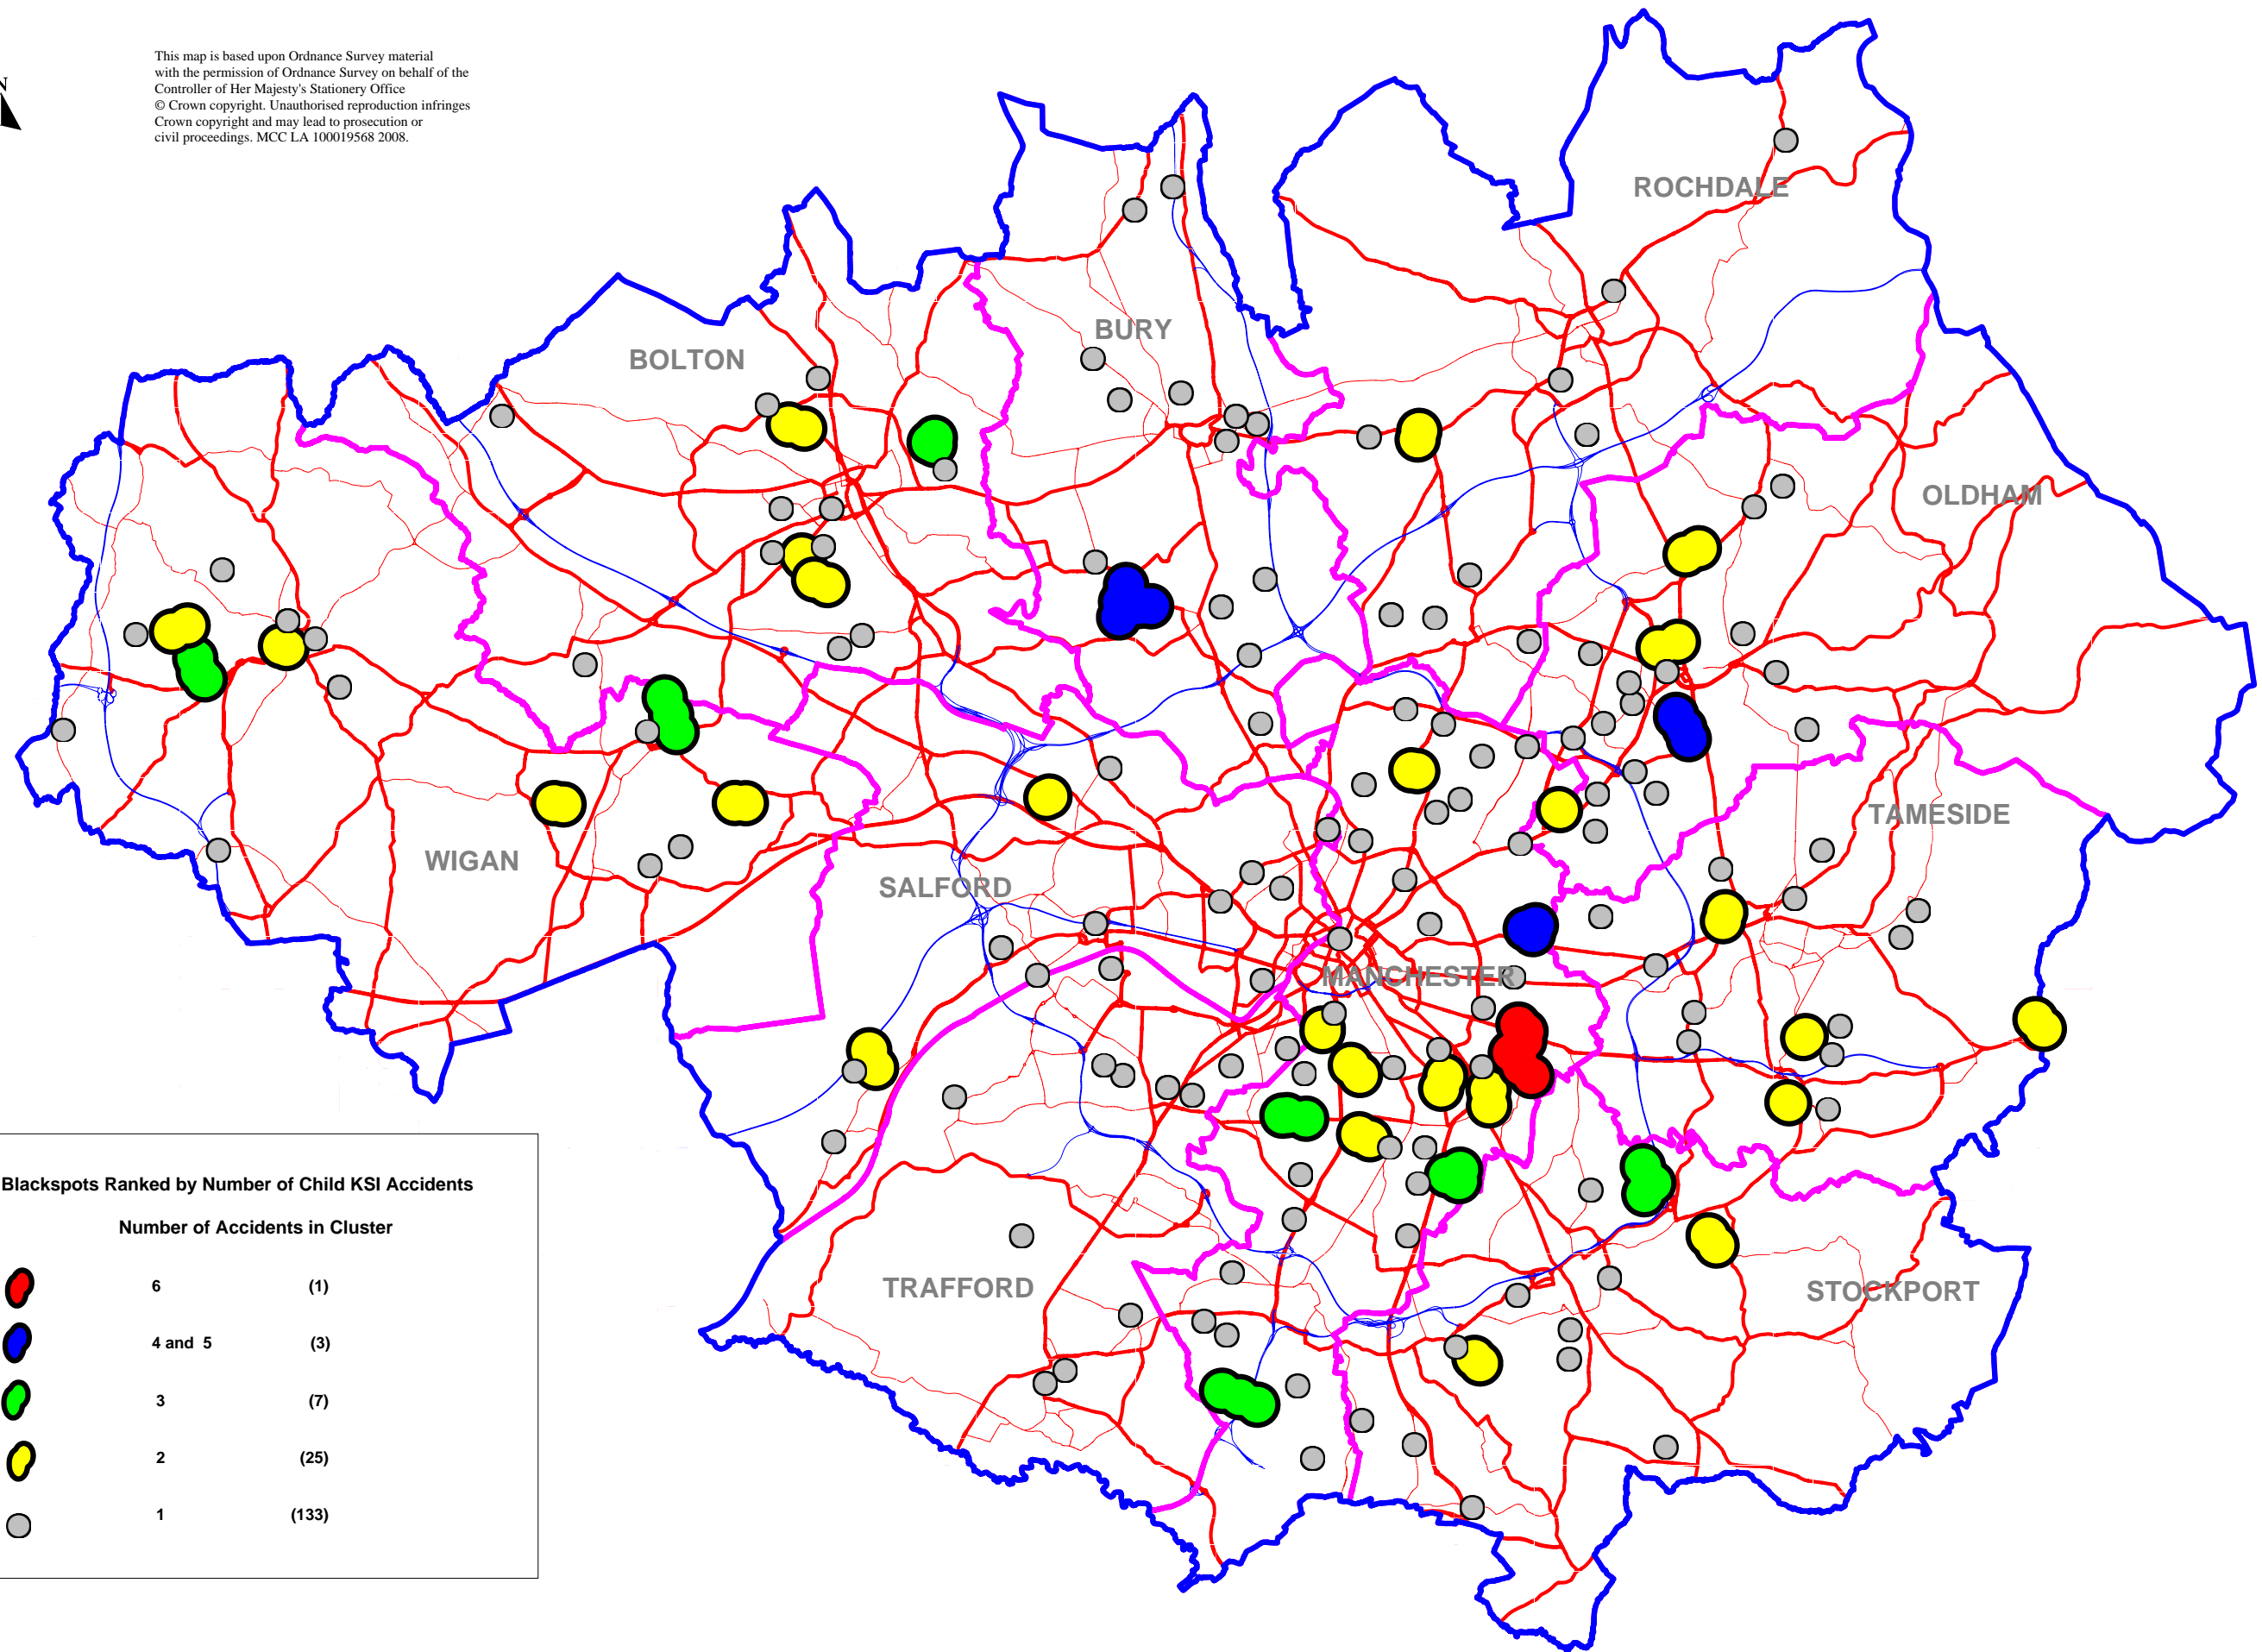 N
This map is based upon Ordnance Survey material
with the permission of Ordnance Survey on behalf of the
Controller of Her Majesty's Stationery Office
© Crown copyright. Unauthorised reproduction infringes
Crown copyright and may lead to prosecution or
civil proceedings. MCC LA 100019568 2008.
ROCHDALE
BURY
BOLTON
OLDHAM
TAMESIDE
WIGAN
SALFORD
MANCHESTER
TRAFFORD
STOCKPORT
Blackspots Ranked by Number of Child KSI Accidents
Number of Accidents in Cluster
6 (1)
4 and 5 (3)
3 (7)
2 (25)
1 (133)